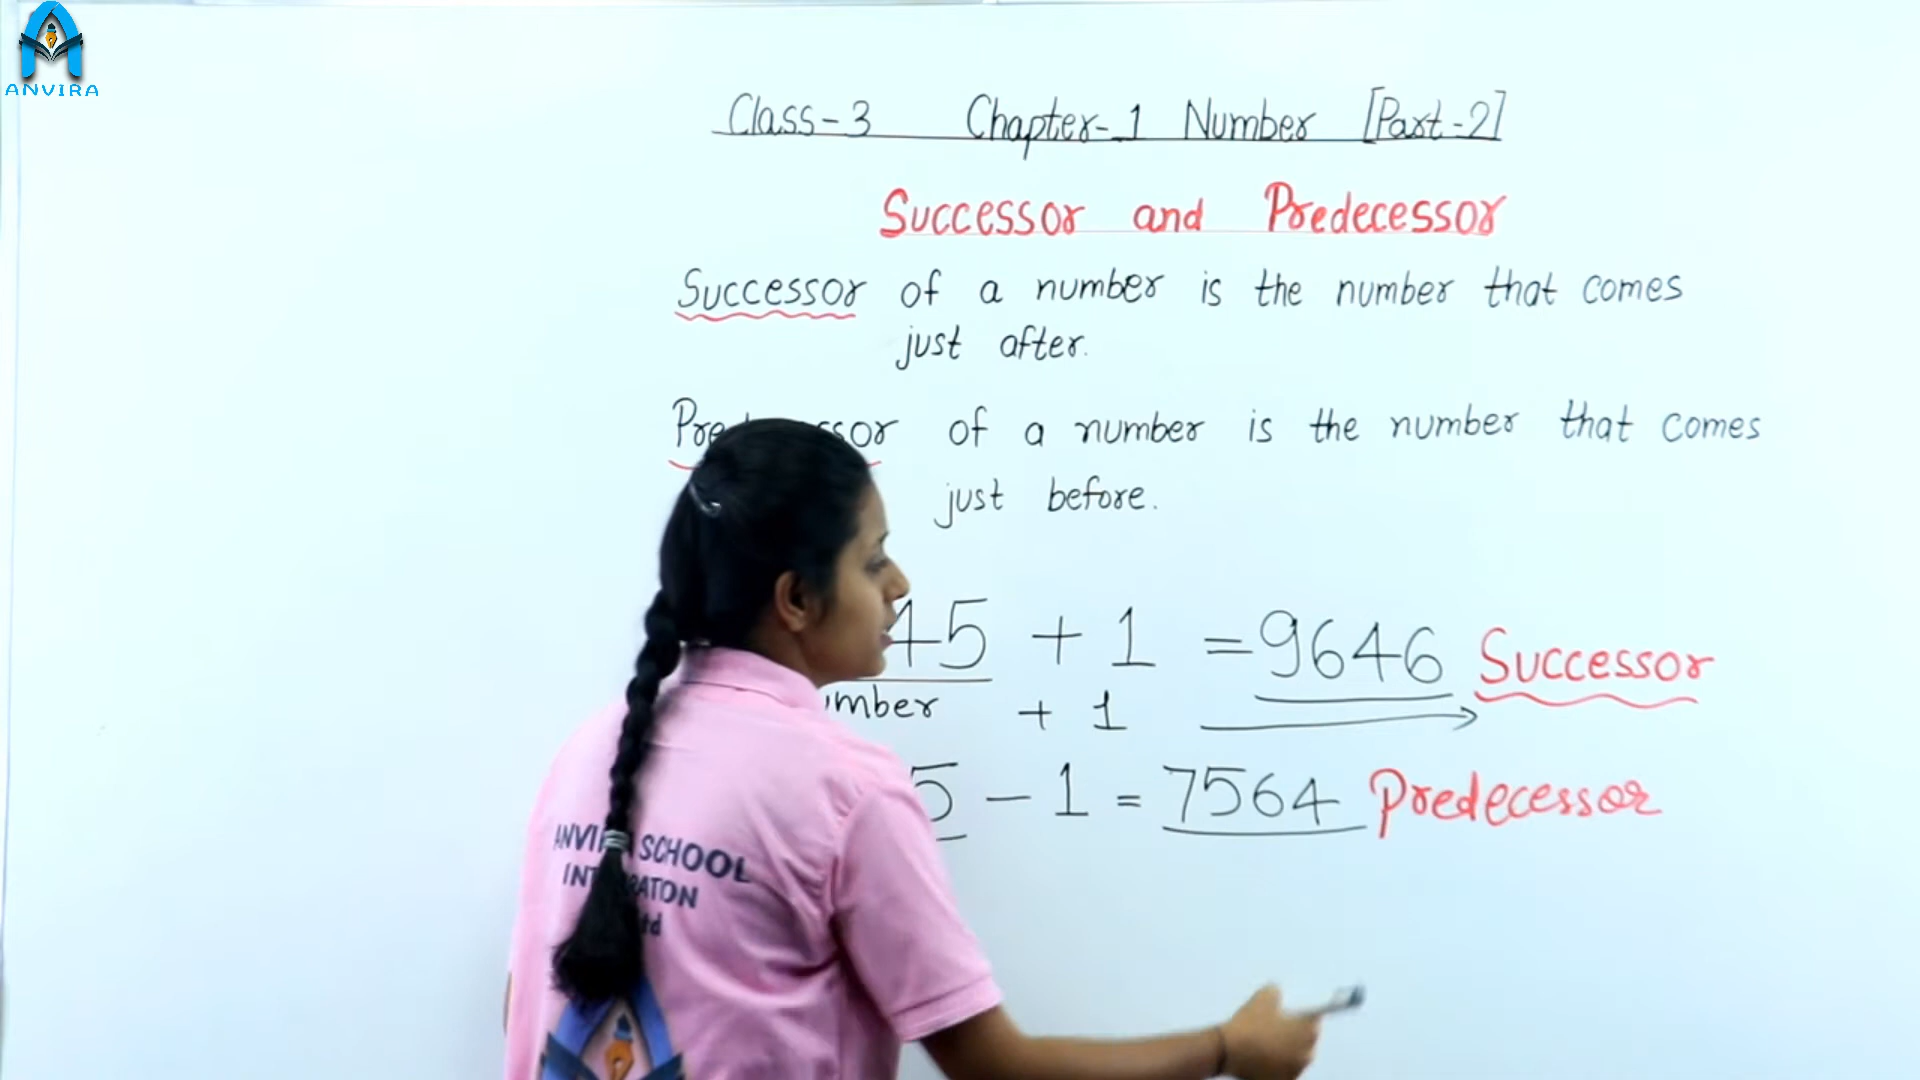 ANVIRA
Class-3 Chapter-1 Number [Part-2]
Successor and Predecessor
Successor of a number is the number that comes
just after.
of a number is the number that comes
just before.
45 + 1 = 9646 Successor
+ 1
5 - 1 = 7564 Predecessor
SCHOOL